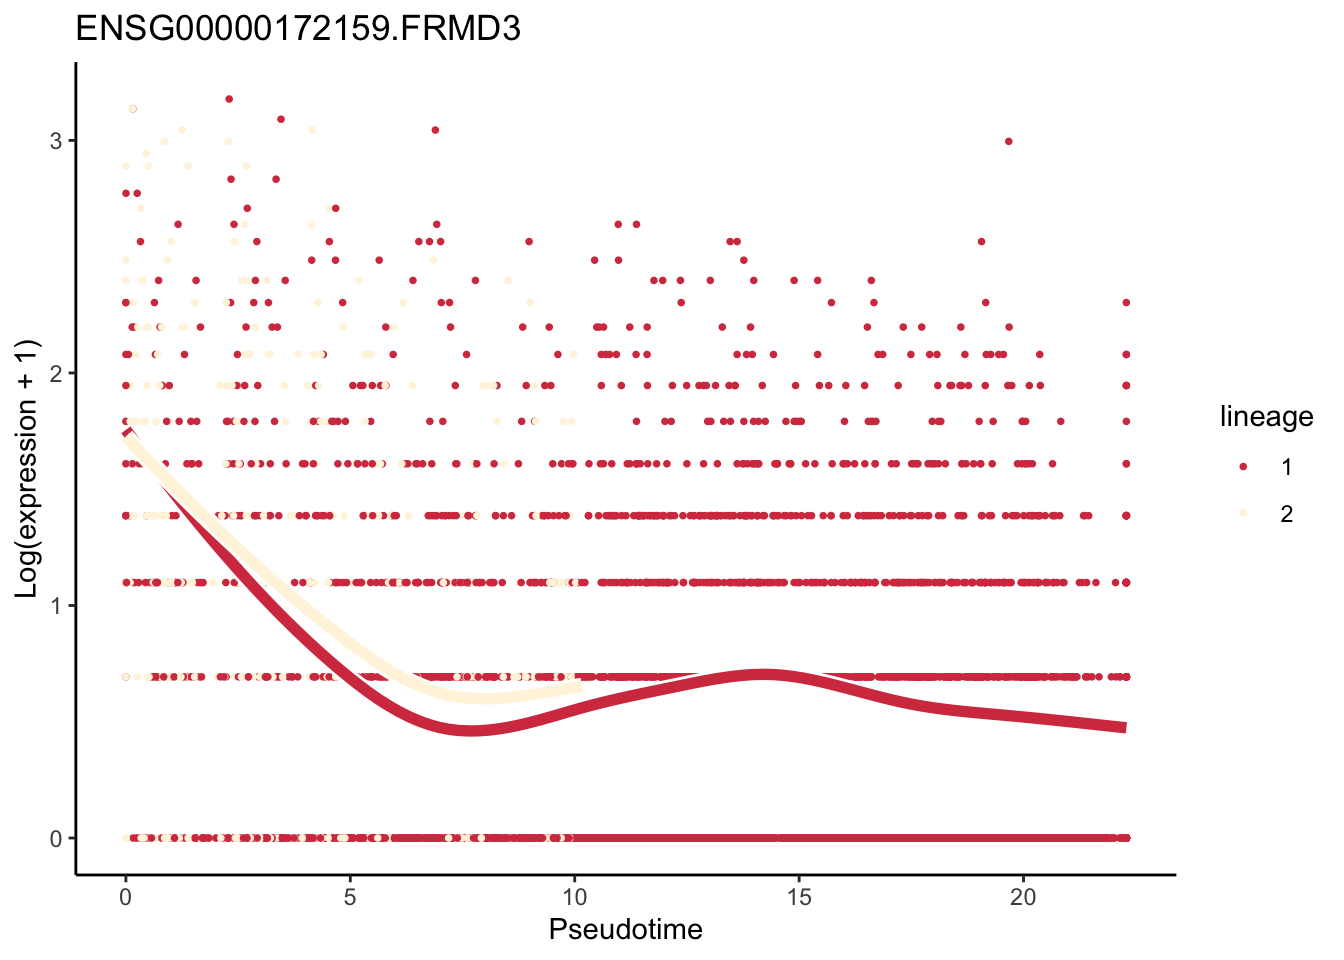 ENSG00000172159.FRMD3
Log(expression + 1)
3
2
1
0
0 5 10 15 20
Pseudotime
lineage
1
2